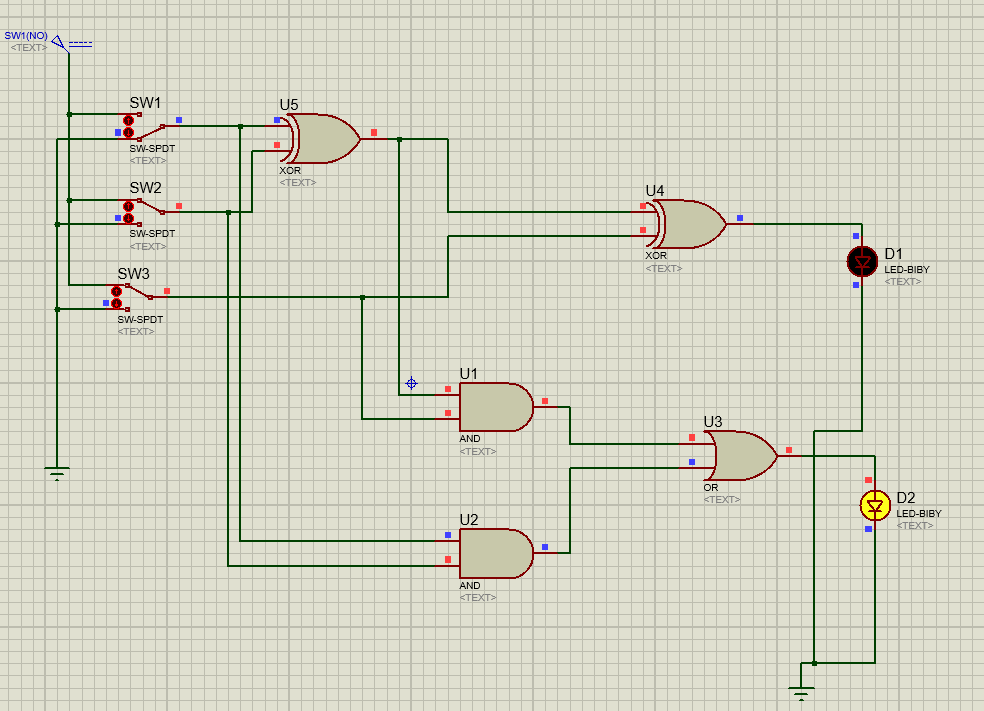 SW1(NO)
<TEXT>
SW1
SW-SPDT
<TEXT>
U5
XOR
<TEXT>
SW2
SW-SPDT
<TEXT>
U4
XOR
<TEXT>
SW3
SW-SPDT
<TEXT>
D1
LED-BIBY
<TEXT>
U1
AND
<TEXT>
U3
OR
<TEXT>
D2
LED-BIBY
<TEXT>
U2
AND
<TEXT>